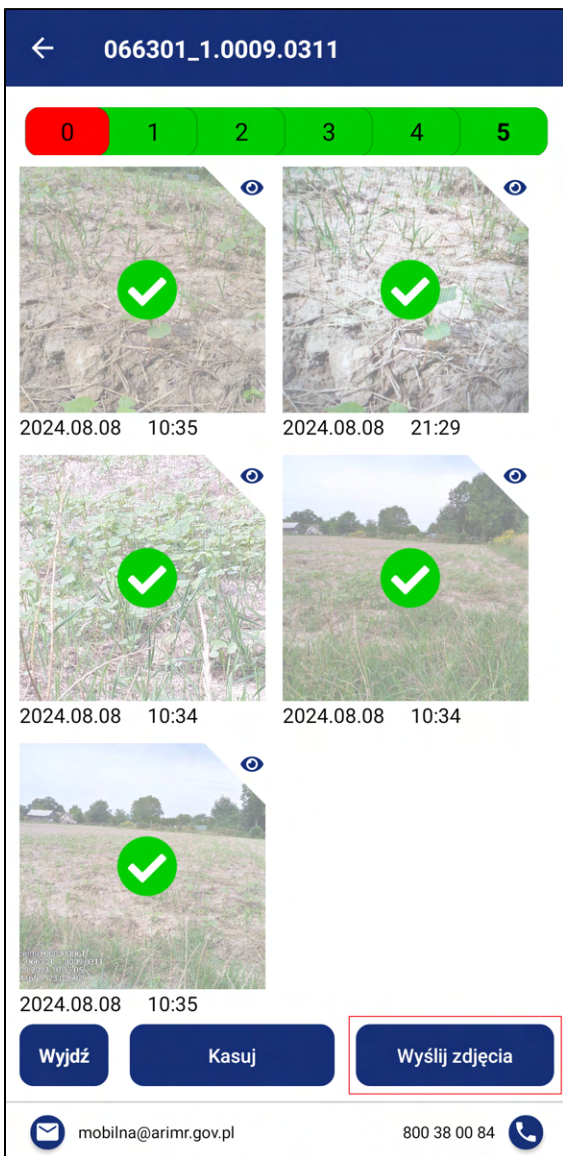 066301_1.0009.0311
0 1 2 3 4 5
2024.08.08 10:35
2024.08.08 21:29
2024.08.08 10:34
2024.08.08 10:34
2024.08.08 10:35
Wyjdź
Kasuj
Wyślij zdjęcia
mobilna@arimr.gov.pl
800 38 00 84